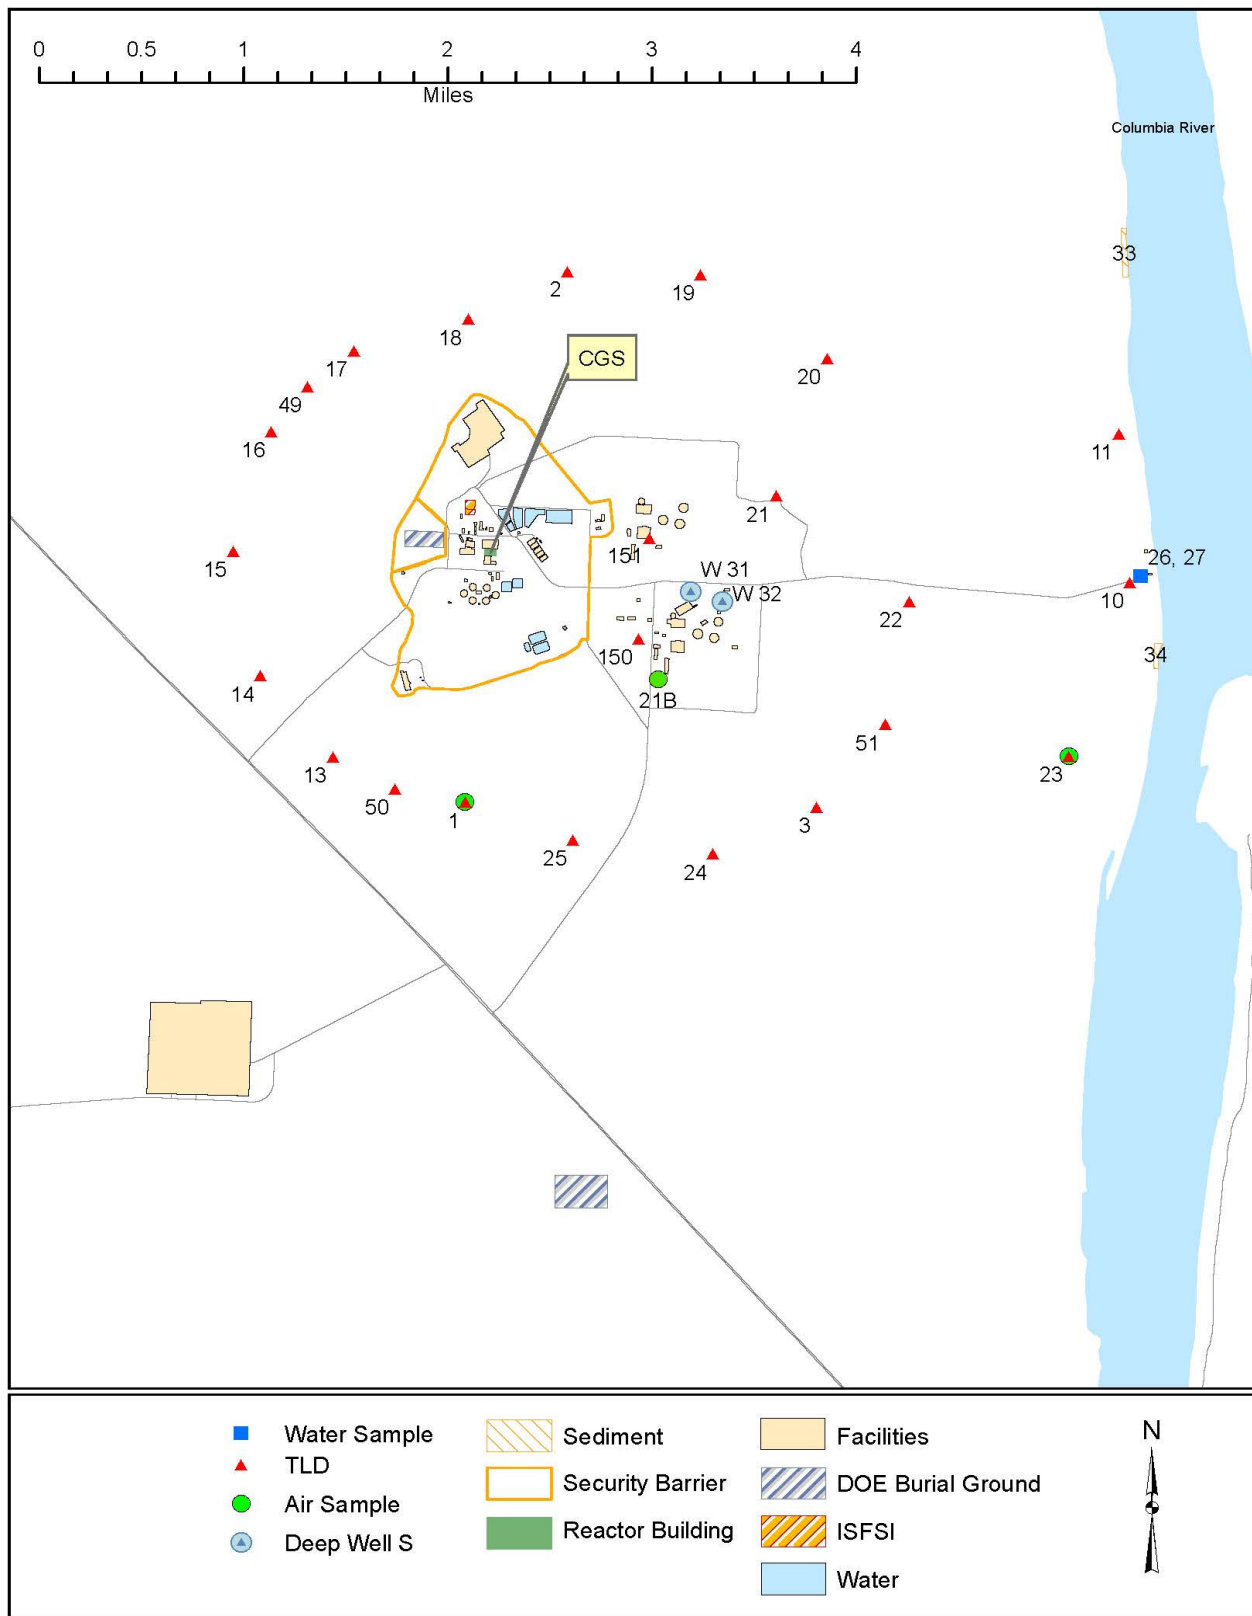 0 0.5 1 2 3 4
Miles
Columbia River
33
2
19
18
17
CGS
20
49
16
11
21
151
15
W 31
26, 27
W 32
10
22
150
34
14
21B
51
13
23
50
1
3
25
24
Water Sample
TLD
Air Sample
Deep Well S
Sediment
Security Barrier
Reactor Building
Facilities
DOE Burial Ground
ISFSI
Water
N